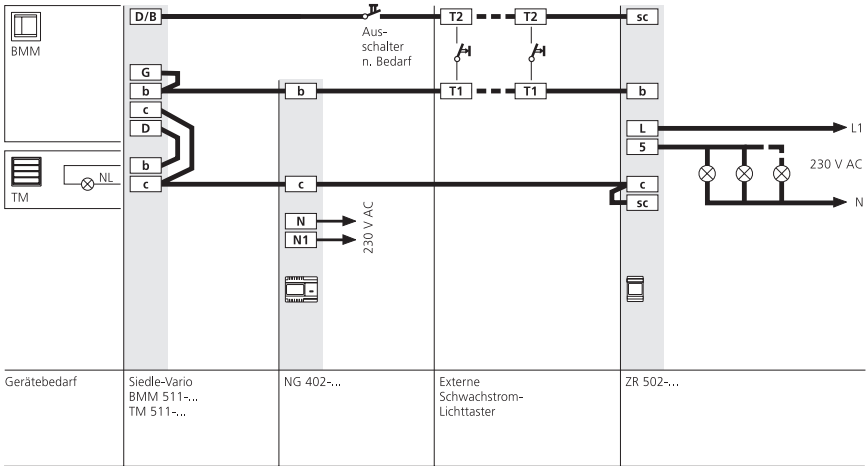 BMM
D/B
Aus-
schalter
n. Bedarf
T2
T2
sc
G
b
b
T1
T1
b
c
D
L
L1
5
230 V AC
TM
NL
b
c
c
c
N
sc
N
N1
230 V AC
Gerätebedarf
Siedle-Vario
BMM 511-...
TM 511-...
NG 402-...
Externe
Schwachstrom-
Lichttaster
ZR 502-...